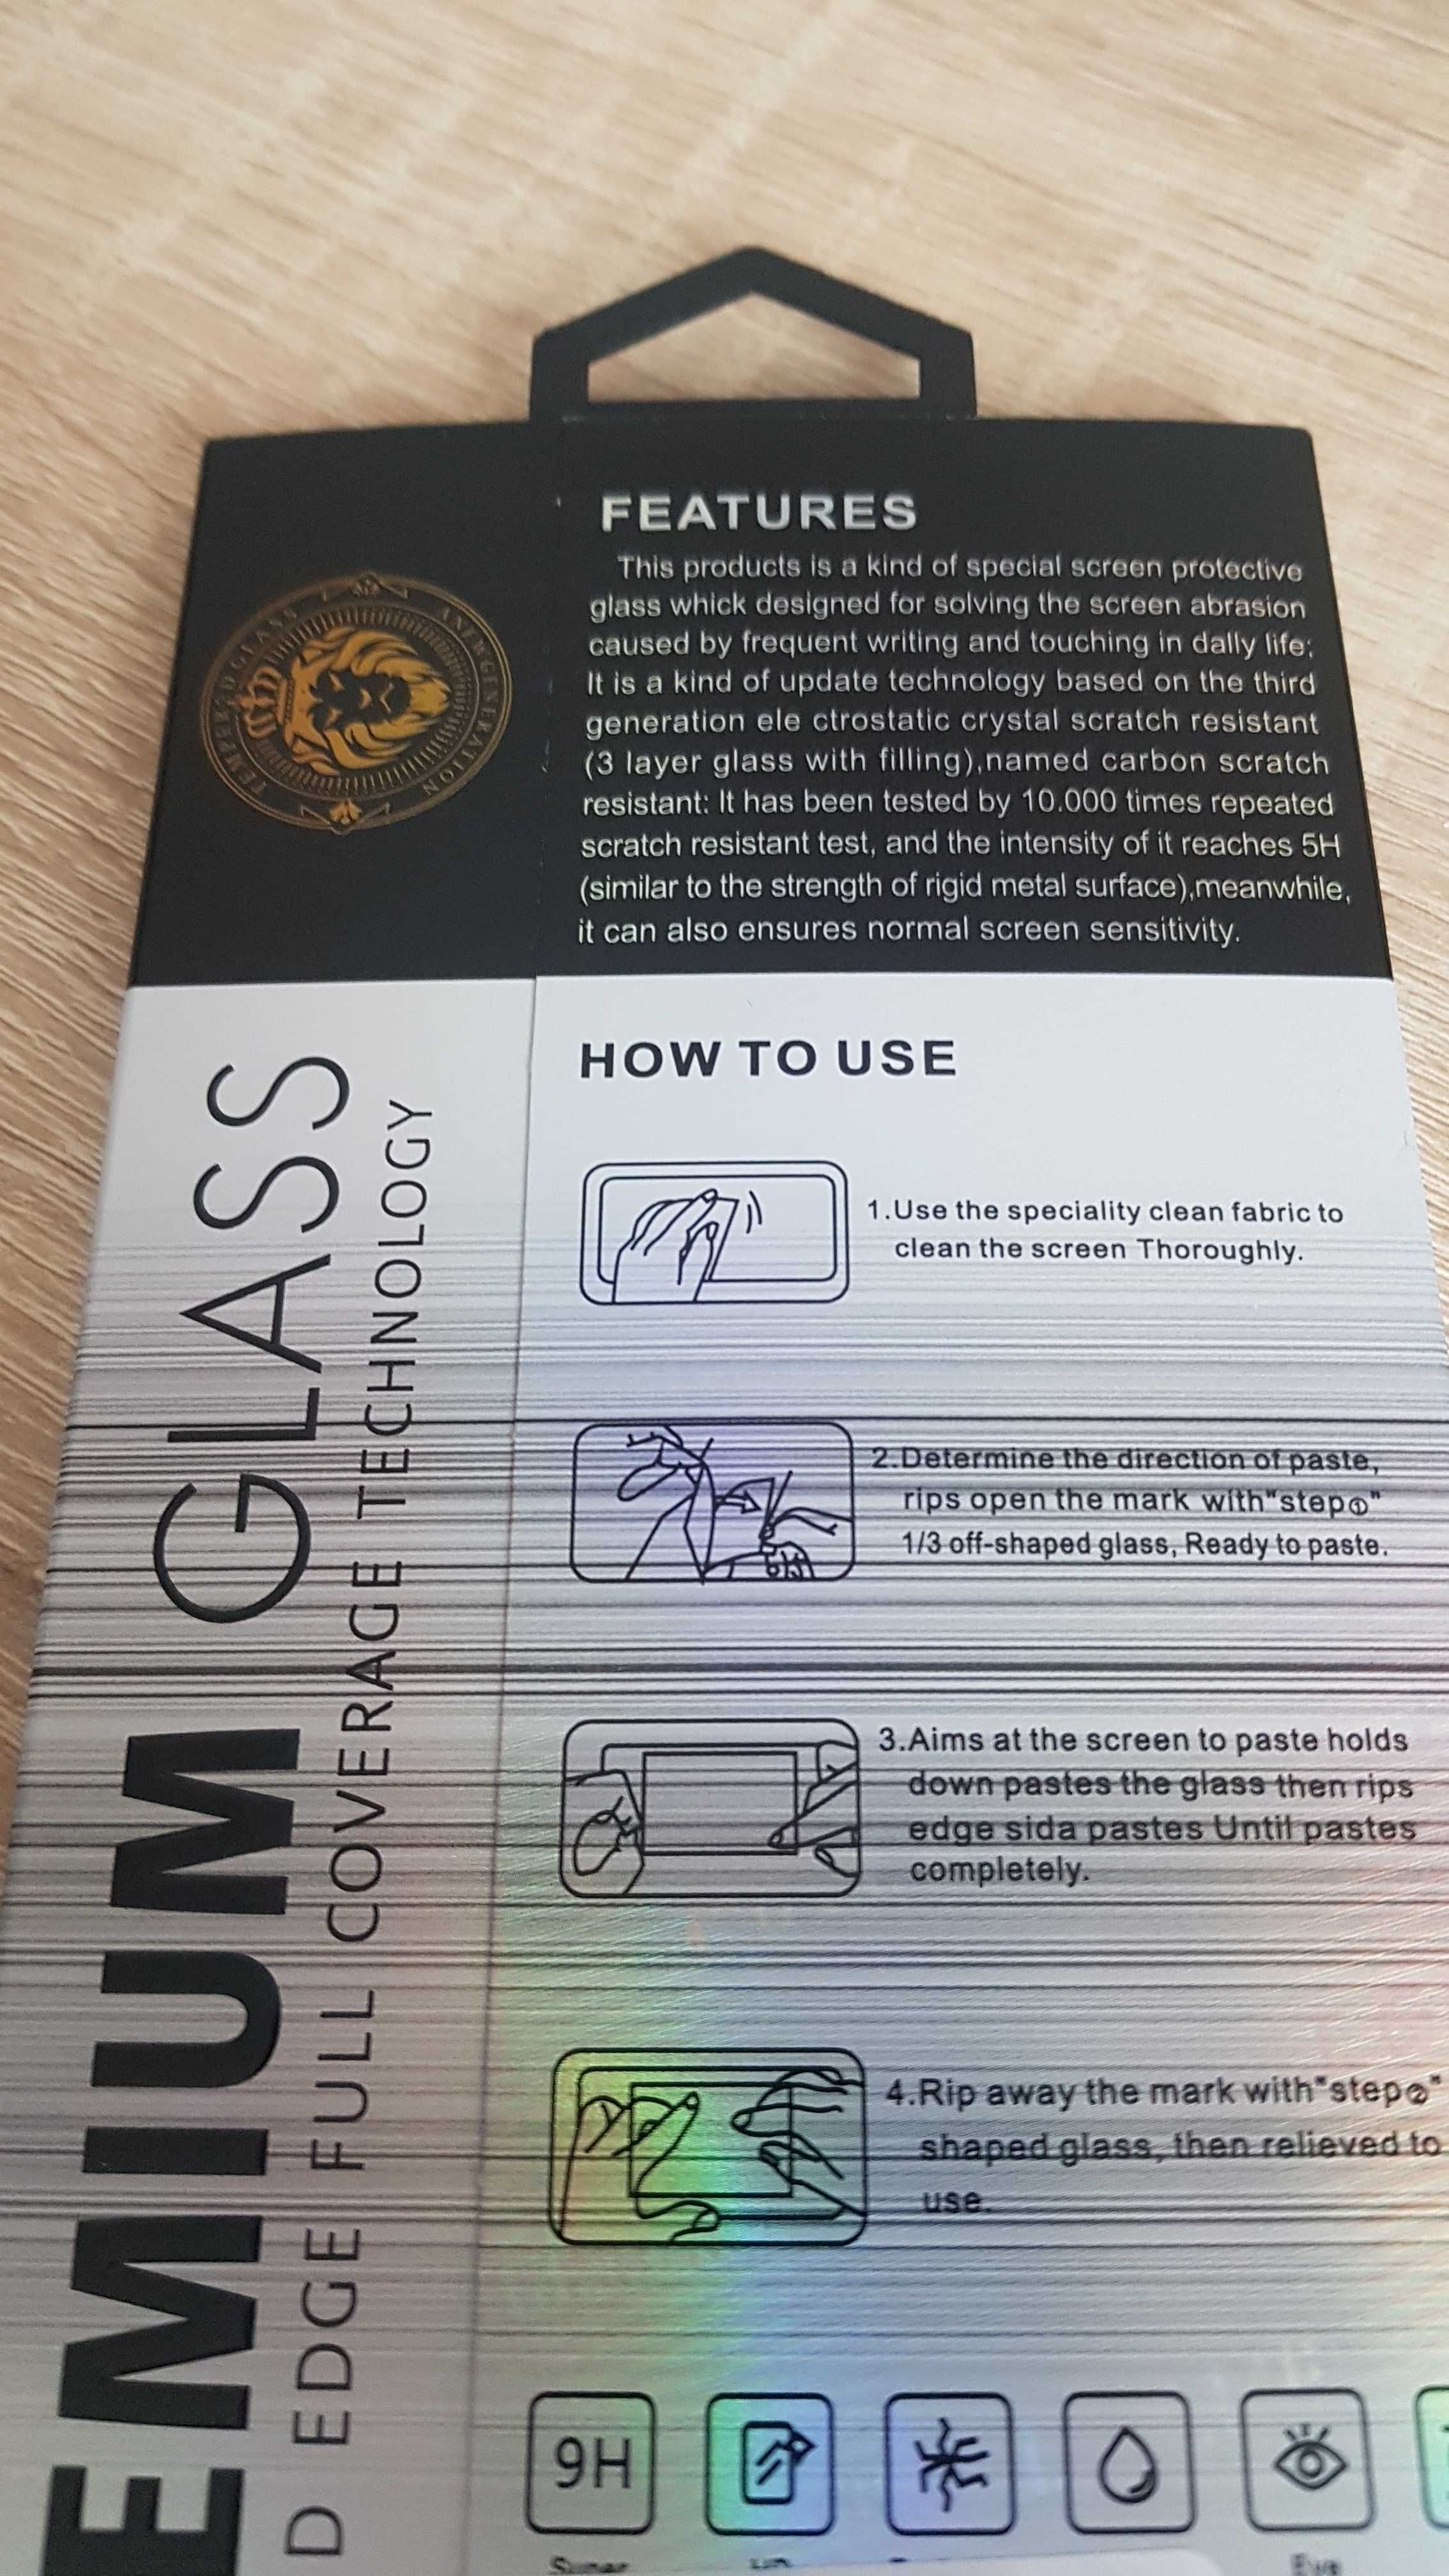 TEMPERED GLASS
FEATURES
This products is a kind of special screen protective
glass whick designed for solving the screen abrasion
caused by frequent writing and touching in dally life;
It is a kind of update technology based on the third
generation ele ctrostatic crystal scratch resistant
(3 layer glass with filling),named carbon scratch
resistant: It has been tested by 10.000 times repeated
scratch resistant test, and the intensity of it reaches 5H
(similar to the strength of rigid metal surface),meanwhile,
it can also ensures normal screen sensitivity.
EMIUM GLASS
D EDGE FULL COVERAGE TECHNOLOGY
HOW TO USE
1.Use the speciality clean fabric to
clean the screen Thoroughly.
2.Determine the direction of paste,
rips open the mark with"step①"
1/3 off-shaped glass, Ready to paste.
3.Aims at the screen to paste holds
down pastes the glass then rips
edge sida pastes Until pastes
completely.
4.Rip away the mark with"step②"
shaped glass, then relieved to
use.
9H